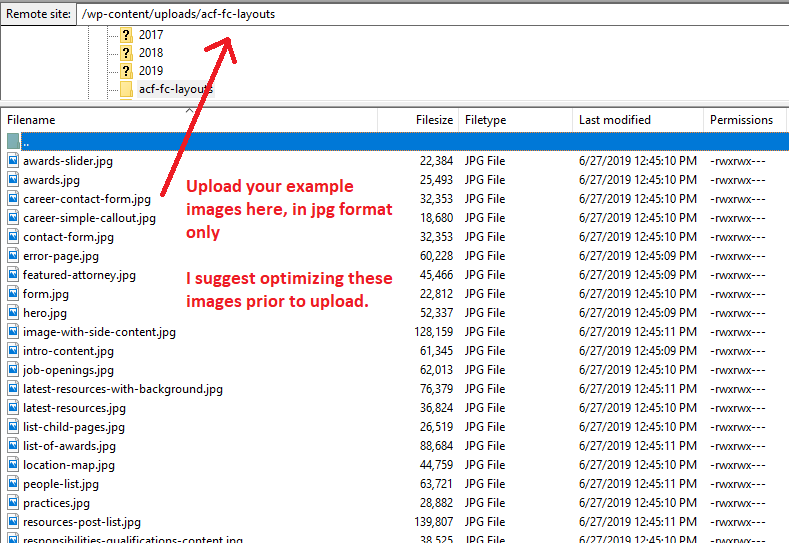 Remote site: /wp-content/uploads/acf-fc-layouts
2017
2018
2019
acf-fc-layouts
Filename Filesize Filetype Last modified Permissions
..
awards-slider.jpg 22,384 JPG File 6/27/2019 12:45:10 PM -rwxrwx---
awards.jpg 25,493 JPG File 6/27/2019 12:45:10 PM -rwxrwx---
career-contact-form.jpg 32,353 JPG File 6/27/2019 12:45:10 PM -rwxrwx---
career-simple-callout.jpg 18,680 JPG File 6/27/2019 12:45:10 PM -rwxrwx---
contact-form.jpg 32,353 JPG File 6/27/2019 12:45:10 PM -rwxrwx---
error-page.jpg 60,228 JPG File 6/27/2019 12:45:09 PM -rwxrwx---
featured-attorney.jpg 45,466 JPG File 6/27/2019 12:45:09 PM -rwxrwx---
form.jpg 22,812 JPG File 6/27/2019 12:45:10 PM -rwxrwx---
hero.jpg 52,337 JPG File 6/27/2019 12:45:09 PM -rwxrwx---
image-with-side-content.jpg 128,159 JPG File 6/27/2019 12:45:11 PM -rwxrwx---
intro-content.jpg 61,345 JPG File 6/27/2019 12:45:09 PM -rwxrwx---
job-openings.jpg 62,013 JPG File 6/27/2019 12:45:10 PM -rwxrwx---
latest-resources-with-background.jpg 76,379 JPG File 6/27/2019 12:45:11 PM -rwxrwx---
latest-resources.jpg 36,824 JPG File 6/27/2019 12:45:10 PM -rwxrwx---
list-child-pages.jpg 26,519 JPG File 6/27/2019 12:45:10 PM -rwxrwx---
list-of-awards.jpg 88,684 JPG File 6/27/2019 12:45:11 PM -rwxrwx---
location-map.jpg 44,759 JPG File 6/27/2019 12:45:10 PM -rwxrwx---
people-list.jpg 63,721 JPG File 6/27/2019 12:45:11 PM -rwxrwx---
practices.jpg 28,882 JPG File 6/27/2019 12:45:10 PM -rwxrwx---
resources-post-list.jpg 139,807 JPG File 6/27/2019 12:45:11 PM -rwxrwx---
responsibilities-qualifications-content.jpg 38,525 JPG File 6/27/2019 12:45:10 PM -rwxrwx---
Upload your example
images here, in jpg format
only
I suggest optimizing these
images prior to upload.